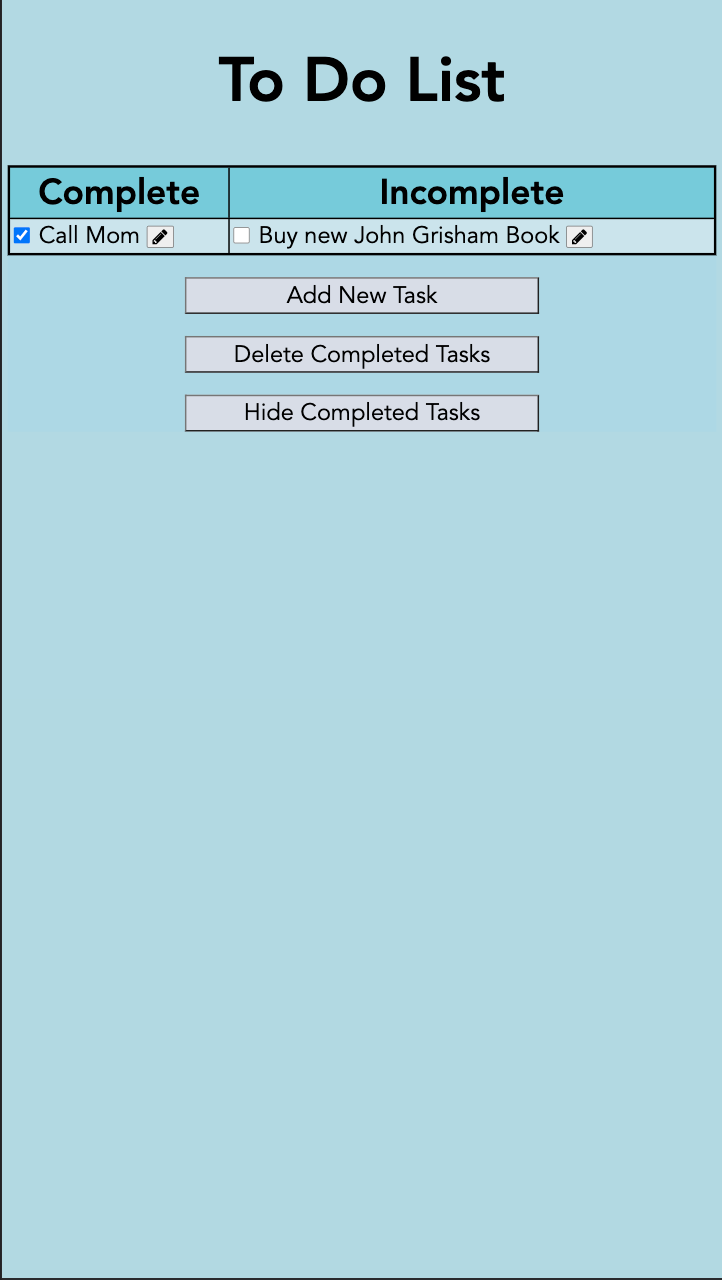 To Do List
Complete Incomplete
Call Mom Buy new John Grisham Book
Add New Task
Delete Completed Tasks
Hide Completed Tasks